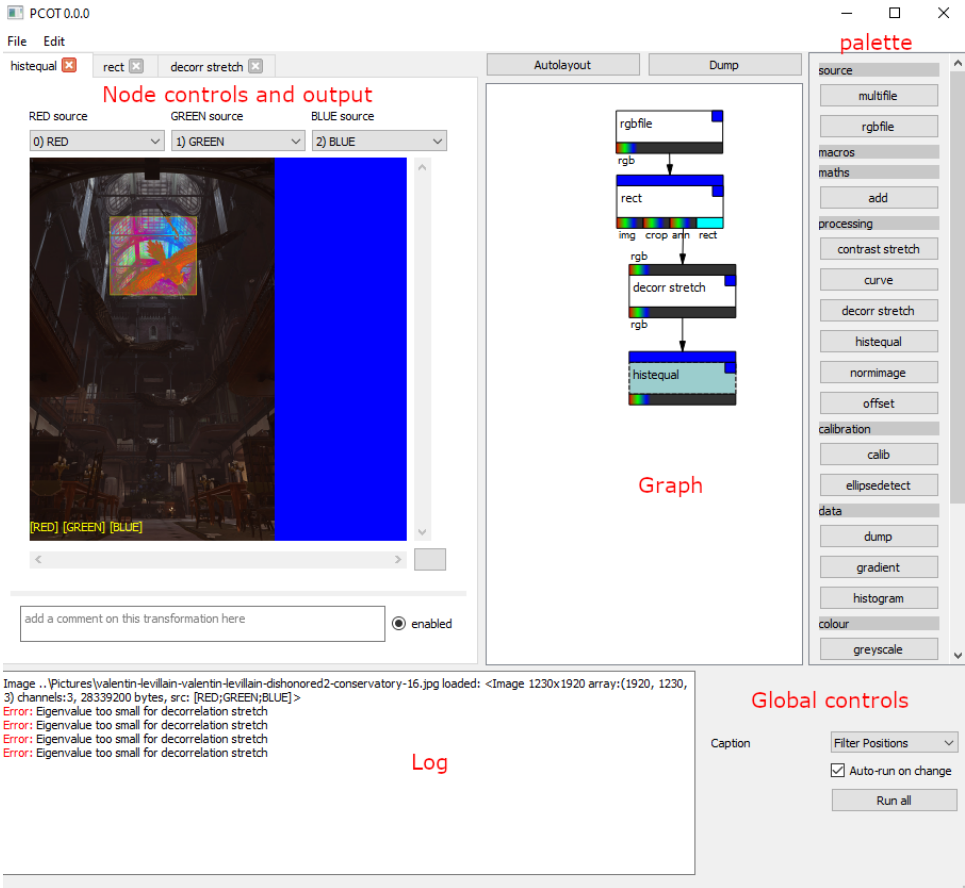 PCOT 0.0.0
File Edit
histequal rect decorr stretch
Node controls and output
RED source GREEN source BLUE source
0) RED 1) GREEN 2) BLUE
[RED] [GREEN] [BLUE]
add a comment on this transformation here
enabled
Autolayout Dump
rgbfile
rgb
rect
img crop ann rect
rgb
decorr stretch
rgb
histequal
Graph
palette
source
multifile
rgbfile
macros
maths
add
processing
contrast stretch
curve
decorr stretch
histequal
normimage
offset
calibration
calib
ellipsedetect
data
dump
gradient
histogram
colour
greyscale
Image ..\Pictures\valentin-levillain-valentin-levillain-dishonored2-conservatory-16.jpg loaded: <Image 1230x1920 array:(1920, 1230,
3) channels:3, 28339200 bytes, src: [RED;GREEN;BLUE]>
Error: Eigenvalue too small for decorrelation stretch
Error: Eigenvalue too small for decorrelation stretch
Error: Eigenvalue too small for decorrelation stretch
Error: Eigenvalue too small for decorrelation stretch
Log
Global controls
Caption Filter Positions
Auto-run on change
Run all